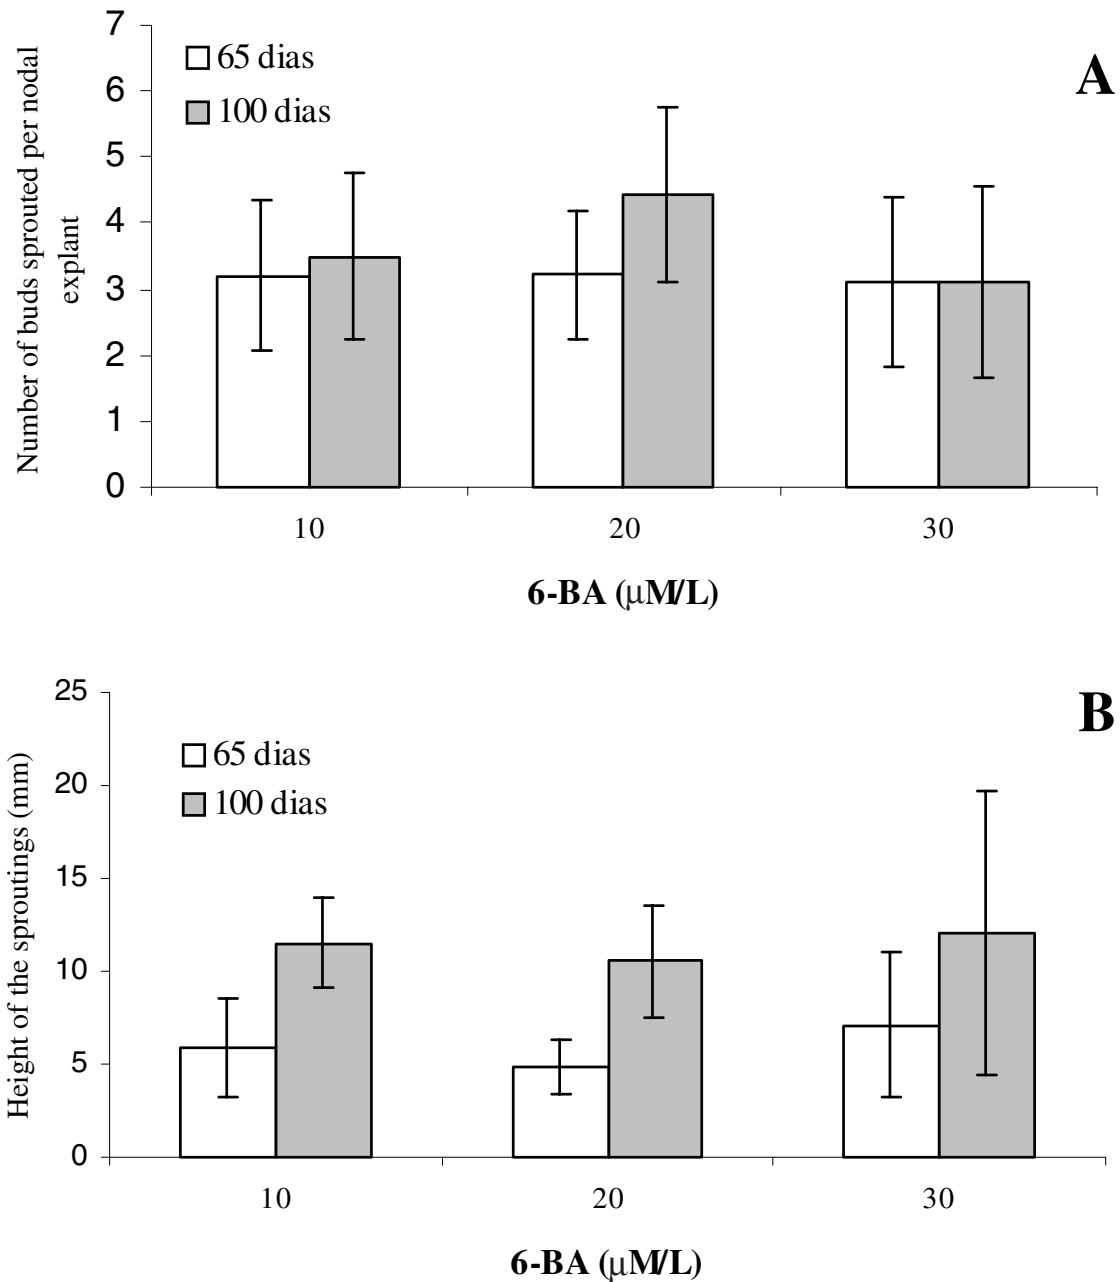 7
6
5
4
3
2
1
0
Number of buds sprouted per nodal
explant
65 dias
100 dias
A
10 20 30
6-BA (μM/L)
25
20
15
10
5
0
Height of the sproutings (mm)
65 dias
100 dias
B
10 20 30
6-BA (μM/L)